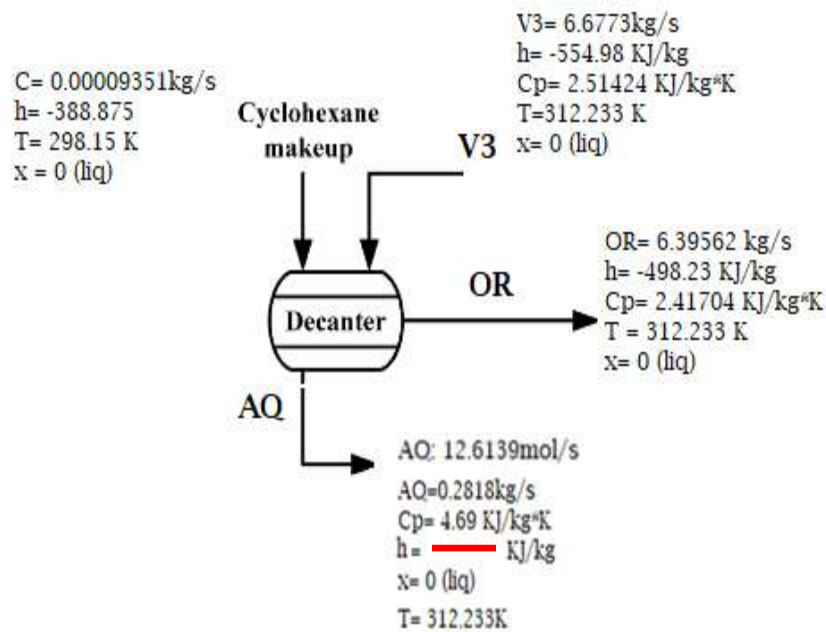 V3= 6.6773kg/s
h= -554.98 KJ/kg
Cp= 2.51424 KJ/kg*K
T=312.233 K
x= 0 (liq)
C= 0.00009351kg/s
h= -388.875
T= 298.15 K
x = 0 (liq)
Cyclohexane
makeup
V3
OR= 6.39562 kg/s
h= -498.23 KJ/kg
Cp= 2.41704 KJ/kg*K
T = 312.233 K
x= 0 (liq)
OR
Decanter
AQ
AQ: 12.6139mol/s
AQ=0.2818kg/s
Cp= 4.69 KJ/kg*K
h = KJ/kg
x= 0 (liq)
T= 312.233K